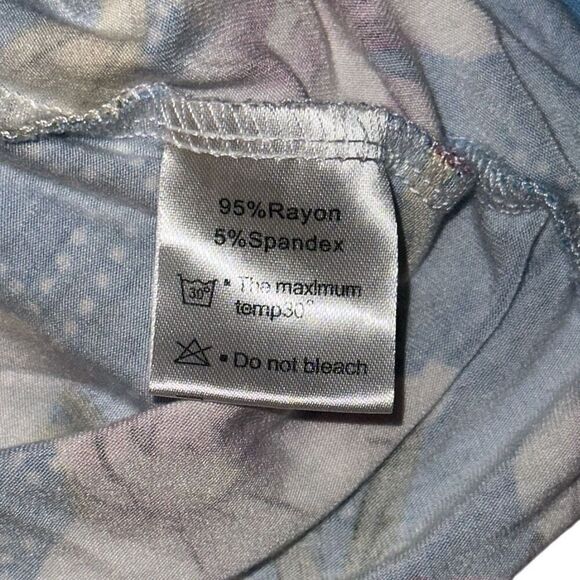 95%Rayon
5%Spandex
30° • The maximum
temp30°
• Do not bleach